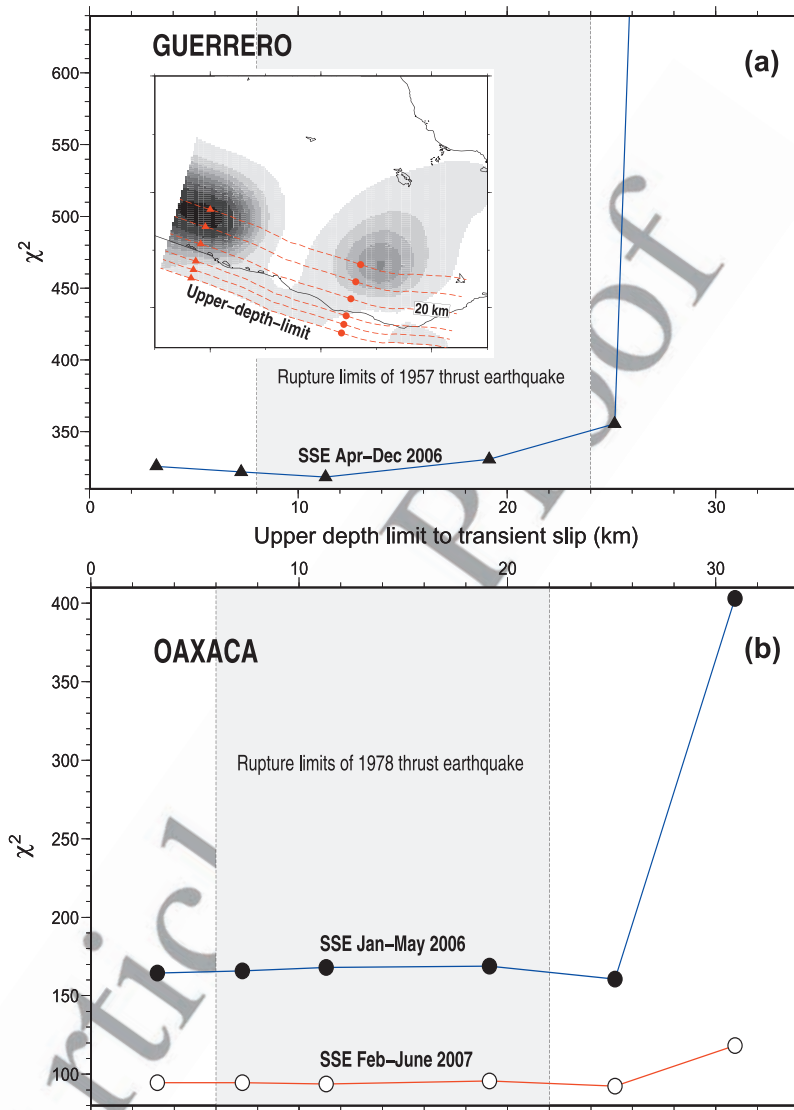 GUERRERO
(a)
640
600
550
500
450
400
350
χ2
Upper-depth-limit
20 km
Rupture limits of 1957 thrust earthquake
SSE Apr–Dec 2006
0 10 20 30
Upper depth limit to transient slip (km)
0 10 20 30
OAXACA
(b)
400
350
300
250
200
150
100
χ2
Rupture limits of 1978 thrust earthquake
SSE Jan–May 2006
SSE Feb–June 2007
Proof
rticl